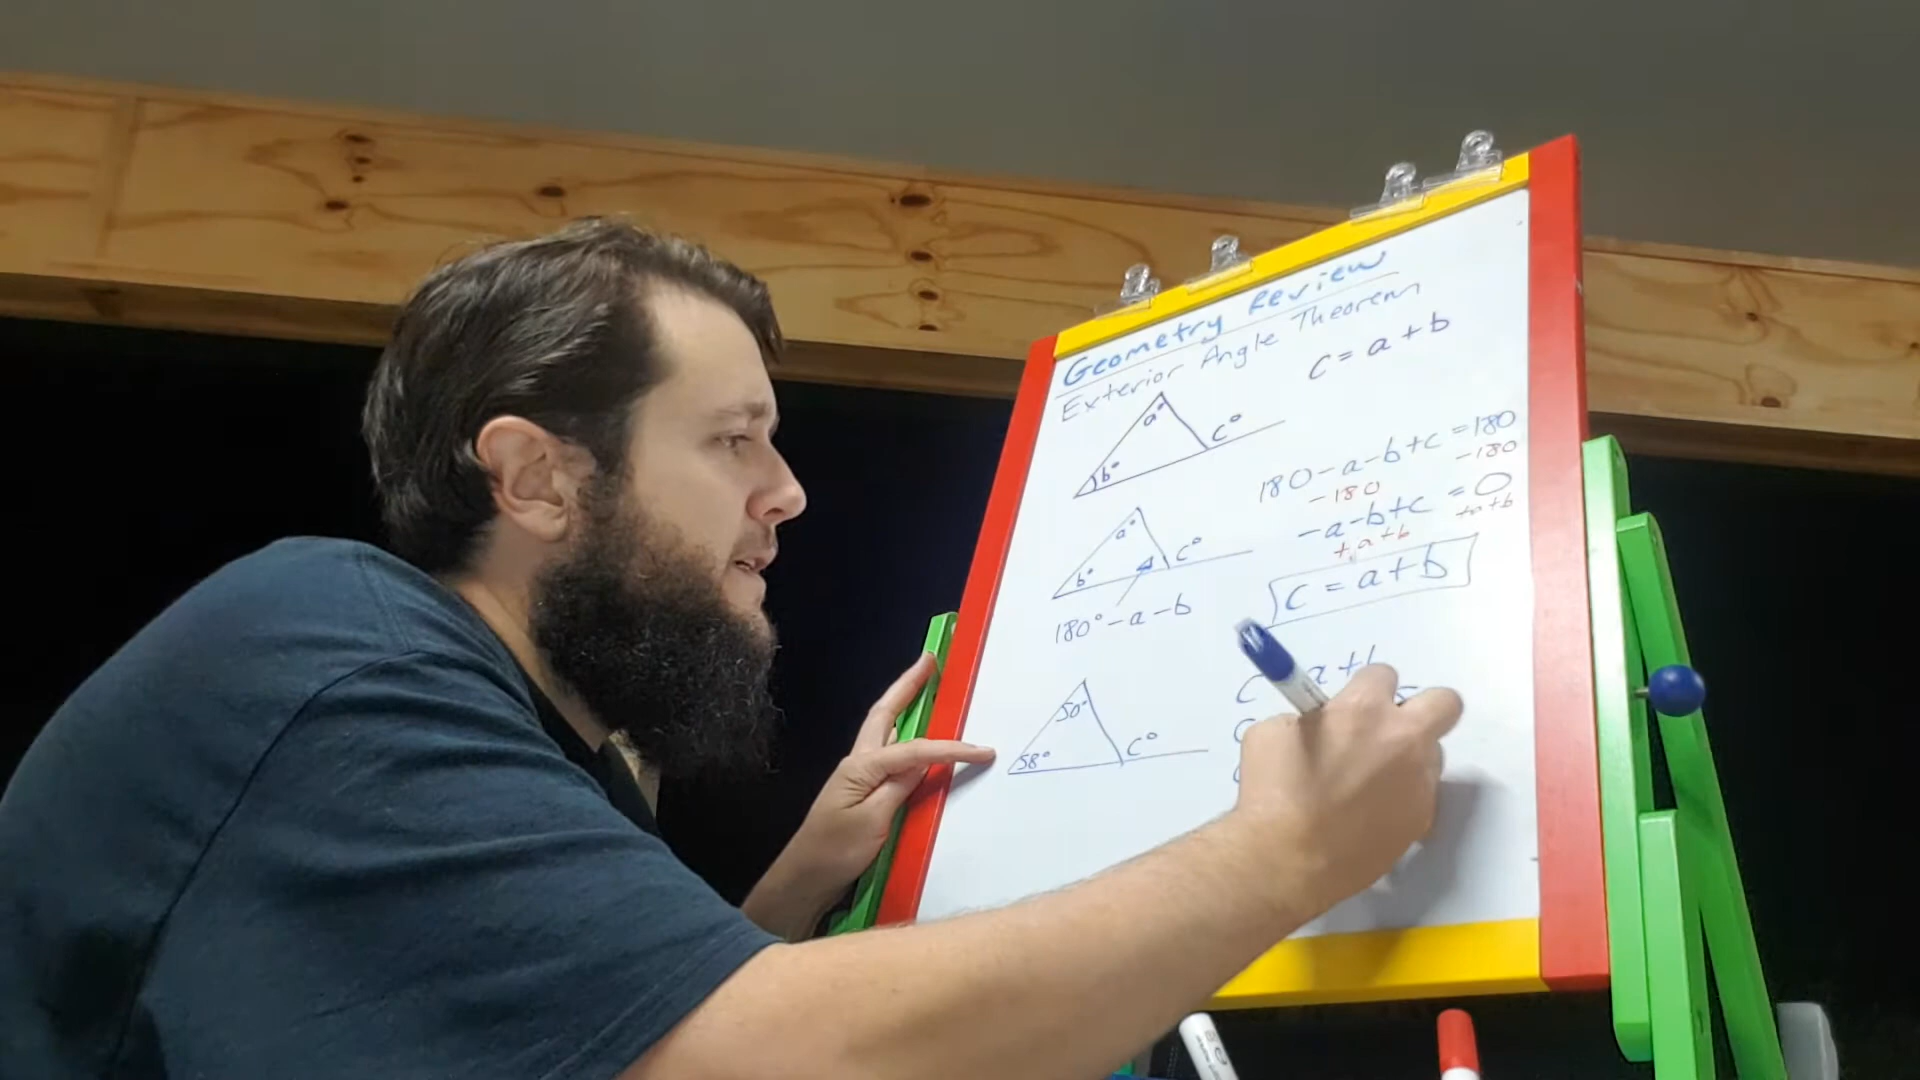 Geometry Review
Exterior Angle Theorem
c = a + b
a°
b°
c°
180 - a - b + c = 180
-180 -180
-a - b + c = 0
+a+b +a+b
c = a + b
a°
b°
c°
180° - a - b
50°
58°
c°
c a + b